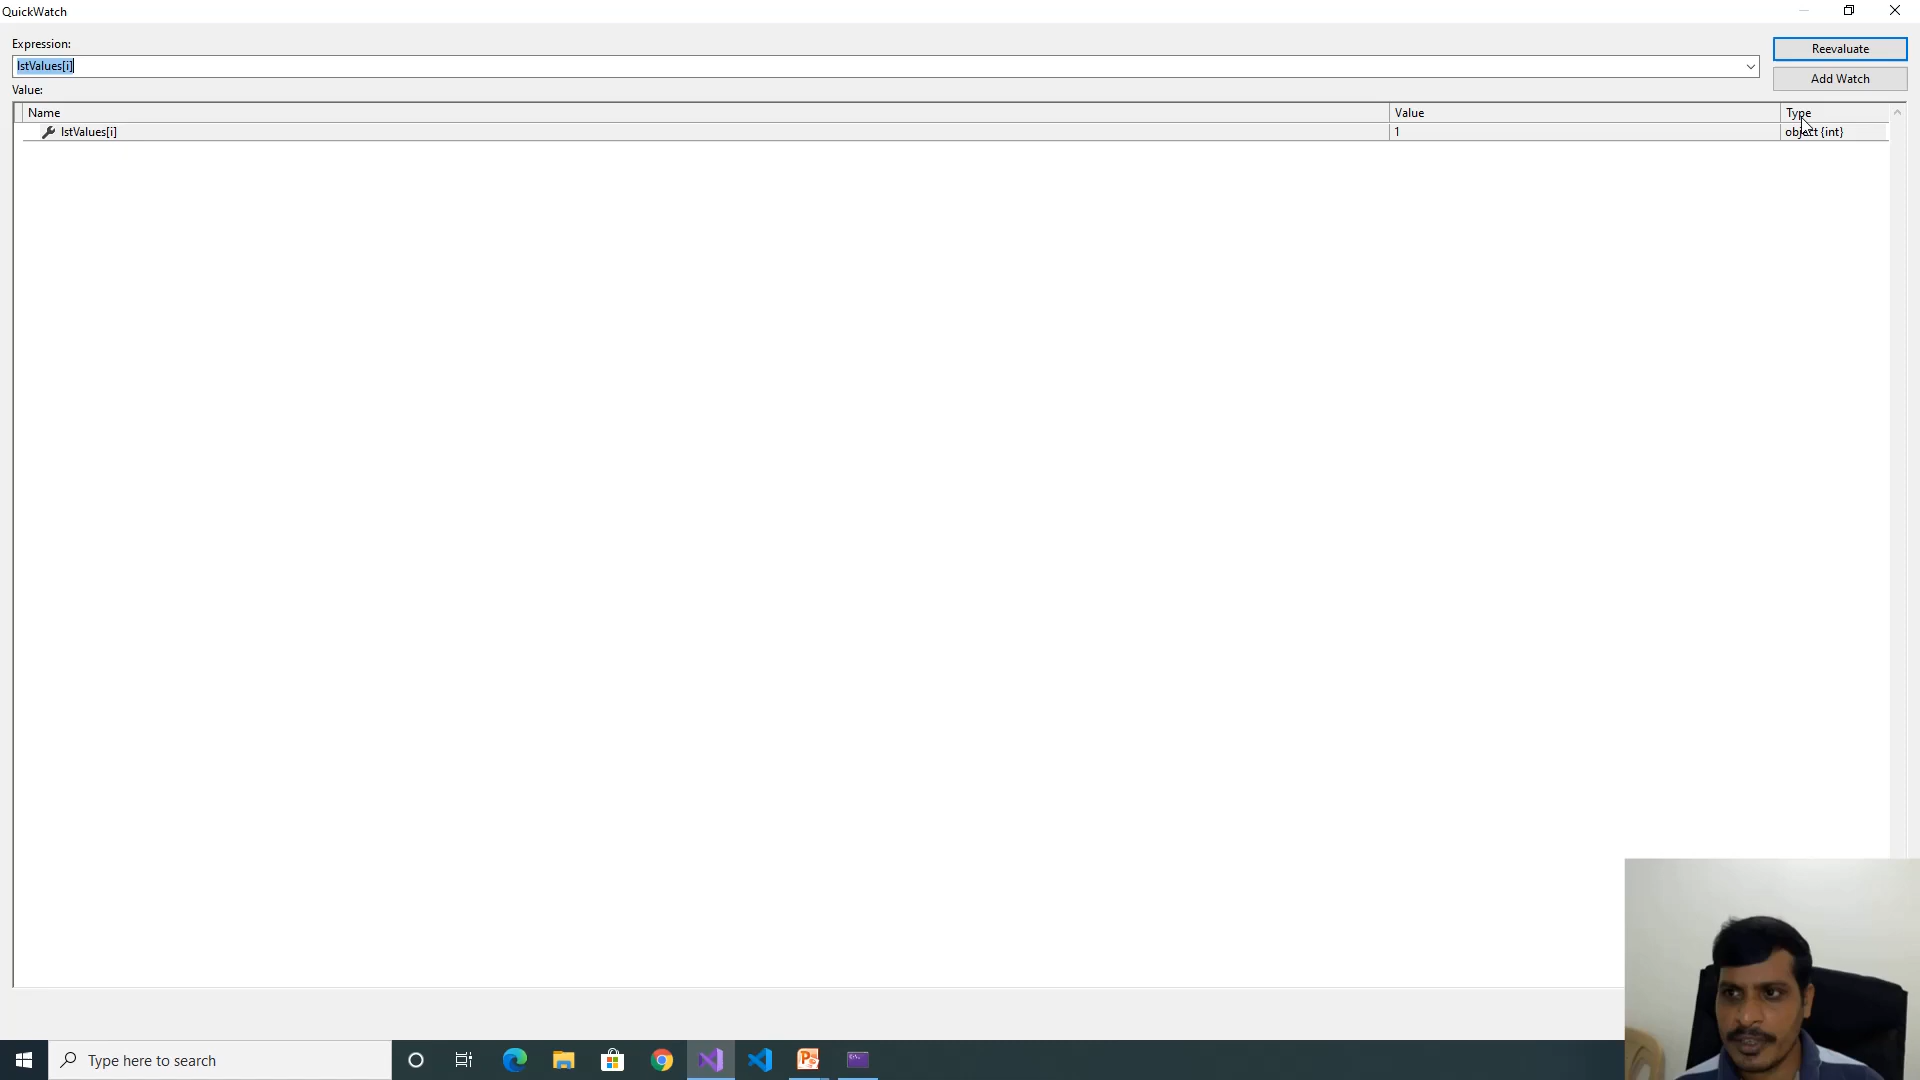 QuickWatch
Expression:
Reevaluate
lstValues[i]
Add Watch
Value:
Name Value Type
lstValues[i] 1 object {int}
Type here to search